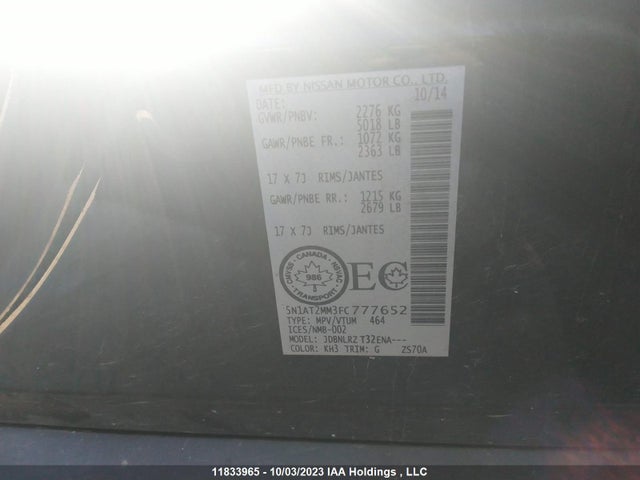 MFD BY NISSAN MOTOR CO., LTD.
DATE: 10/14
GVWR/PNBV: 2276 KG
5018 LB
GAWR/PNBE FR.: 1072 KG
2363 LB
17 X 7J RIMS/JANTES
GAWR/PNBE RR.: 1215 KG
2679 LB
17 X 7J RIMS/JANTES
CANADA
986
TRANSPORT
EC
5N1AT2MM3FC777652
TYPE: MPV/VTUM 464
ICES/NMB-002
MODEL: JDBNLRZ T32ENA---
COLOR: KH3 TRIM: G ZS70A
11833965 - 10/03/2023 IAA Holdings , LLC